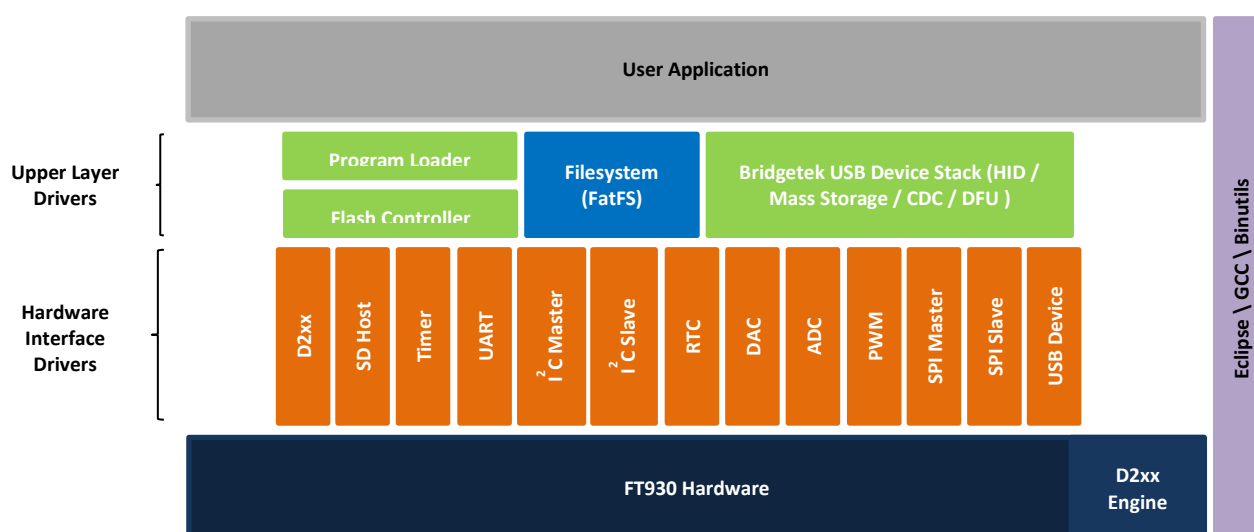 User Application
Upper Layer
Drivers
Program Loader
Flash Controller
Filesystem
(FatFS)
Bridgetek USB Device Stack (HID /
Mass Storage / CDC / DFU )
Hardware
Interface
Drivers
D2xx
SD Host
Timer
UART
I²C Master
I²C Slave
RTC
DAC
ADC
PWM
SPI Master
SPI Slave
USB Device
FT930 Hardware
D2xx
Engine
Eclipse \ GCC \ Binutils